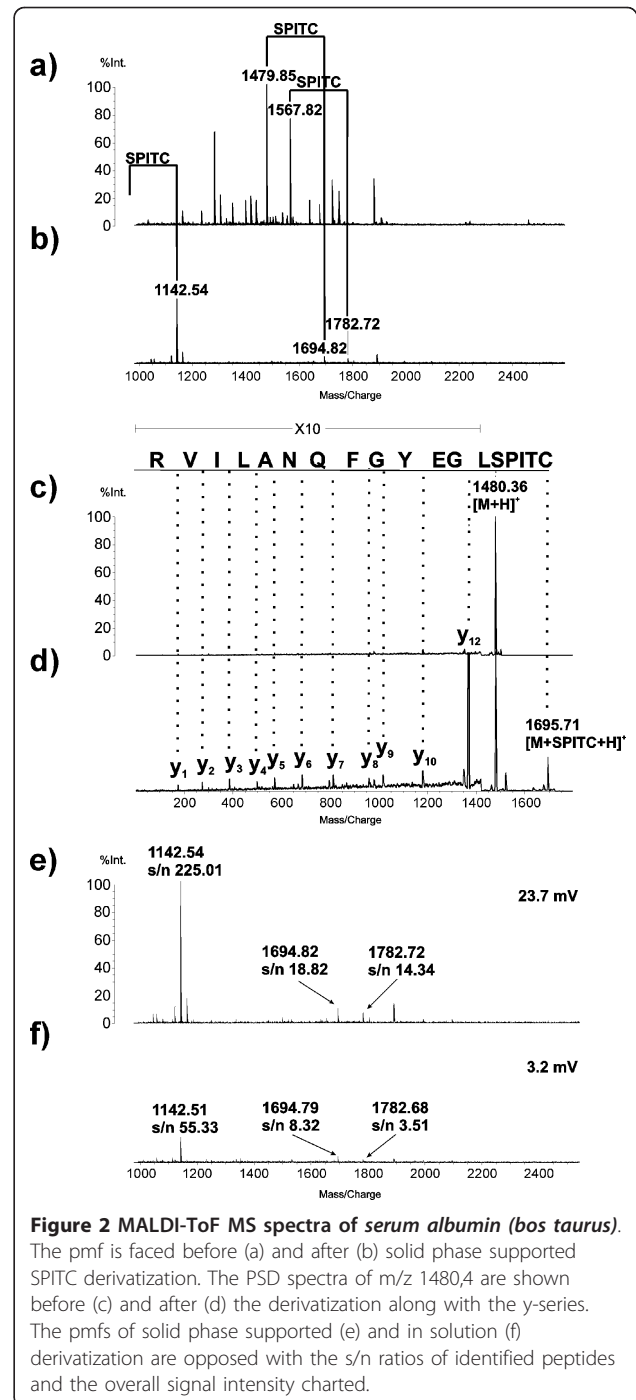 SPITC
a)
%Int.
1479.85
SPITC
100
1567.82
80
60
SPITC
40
20
0
b)
1142.54
1782.72
1694.82
1000 1200 1400 1600 1800 2000 2200 2400
Mass/Charge
X10
R V I L A N Q F G Y EG LSPITC
c)
%Int.
1480.36
[M+H]+
100
80
60
40
20
0
y12
d)
1695.71
[M+SPITC+H]+
y1 y2 y3 y4 y5 y6 y7 y8 y9 y10
200 400 600 800 1000 1200 1400 1600
Mass/Charge
e)
%Int.
1142.54
s/n 225.01
100
23.7 mV
80
60
1694.82 1782.72
s/n 18.82 s/n 14.34
40
20
0
f)
3.2 mV
1142.51 1694.79 1782.68
s/n 55.33 s/n 8.32 s/n 3.51
1000 1200 1400 1600 1800 2000 2200 2400
Mass/Charge
Figure 2 MALDI-ToF MS spectra of serum albumin (bos taurus).
The pmf is faced before (a) and after (b) solid phase supported
SPITC derivatization. The PSD spectra of m/z 1480,4 are shown
before (c) and after (d) the derivatization along with the y-series.
The pmfs of solid phase supported (e) and in solution (f)
derivatization are opposed with the s/n ratios of identified peptides
and the overall signal intensity charted.